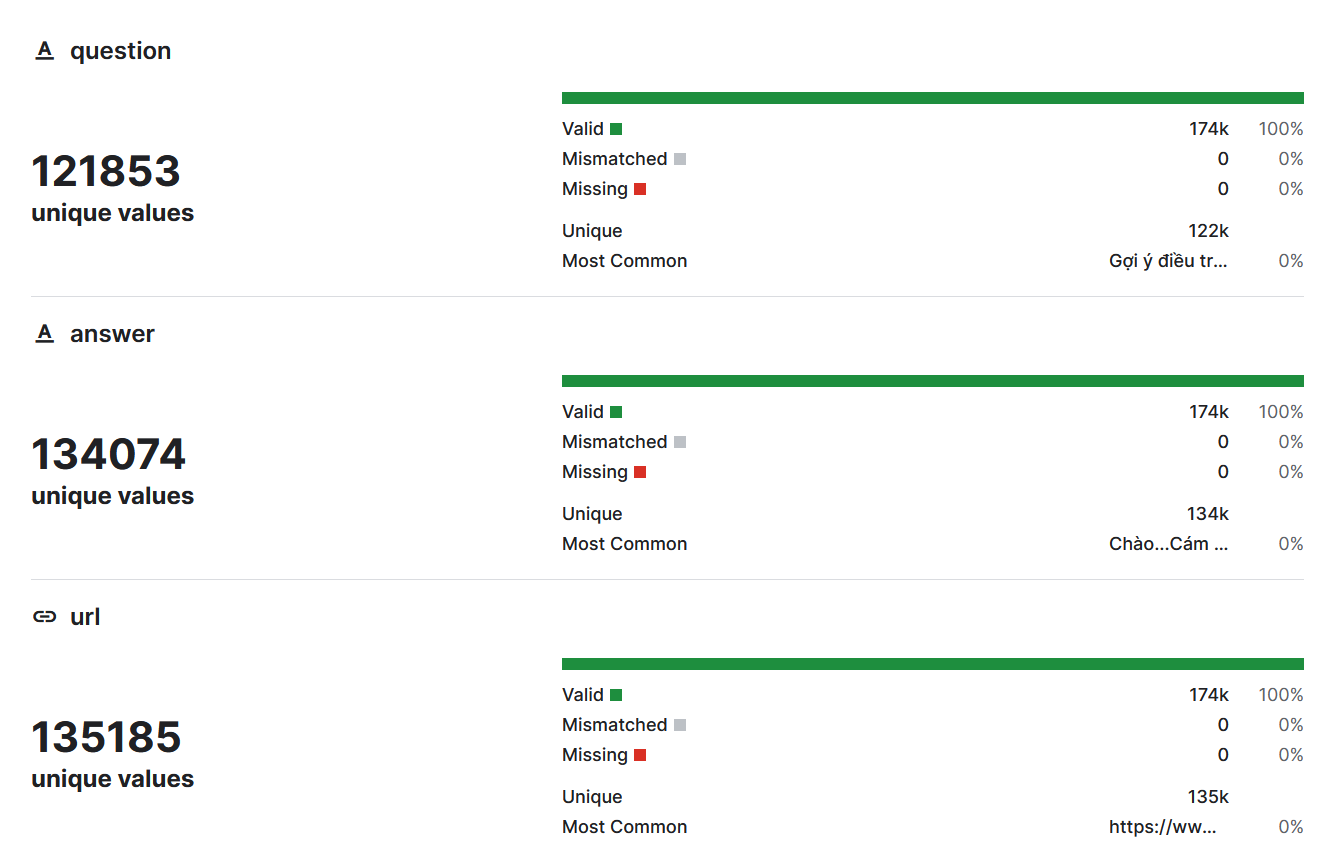 question
Valid 174k 100%
Mismatched 0 0%
121853
Missing 0 0%
unique values
Unique 122k
Most Common Gợi ý điều tr... 0%
answer
Valid 174k 100%
Mismatched 0 0%
134074
Missing 0 0%
unique values
Unique 134k
Most Common Chào...Cám ... 0%
url
Valid 174k 100%
Mismatched 0 0%
135185
Missing 0 0%
unique values
Unique 135k
Most Common https://ww... 0%